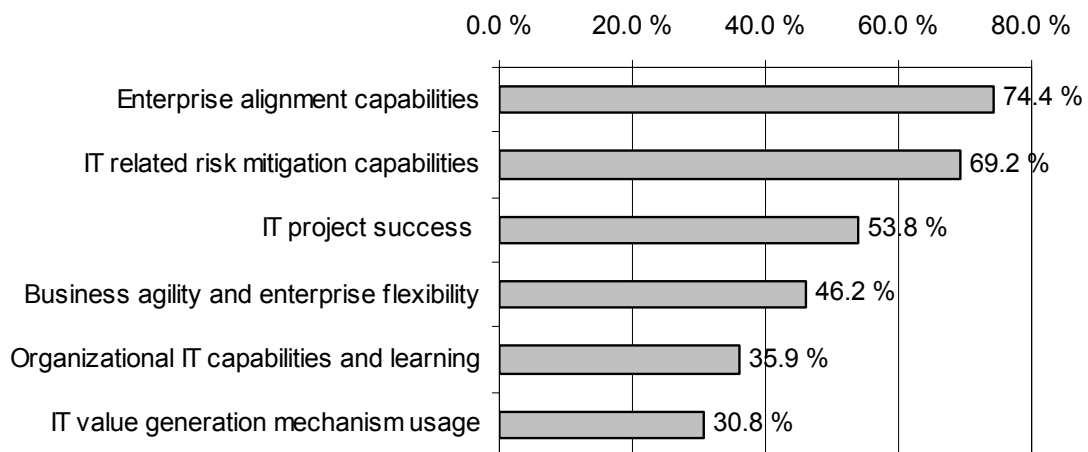 0.0 % 20.0 % 40.0 % 60.0 % 80.0 %
Enterprise alignment capabilities 74.4 %
IT related risk mitigation capabilities 69.2 %
IT project success 53.8 %
Business agility and enterprise flexibility 46.2 %
Organizational IT capabilities and learning 35.9 %
IT value generation mechanism usage 30.8 %